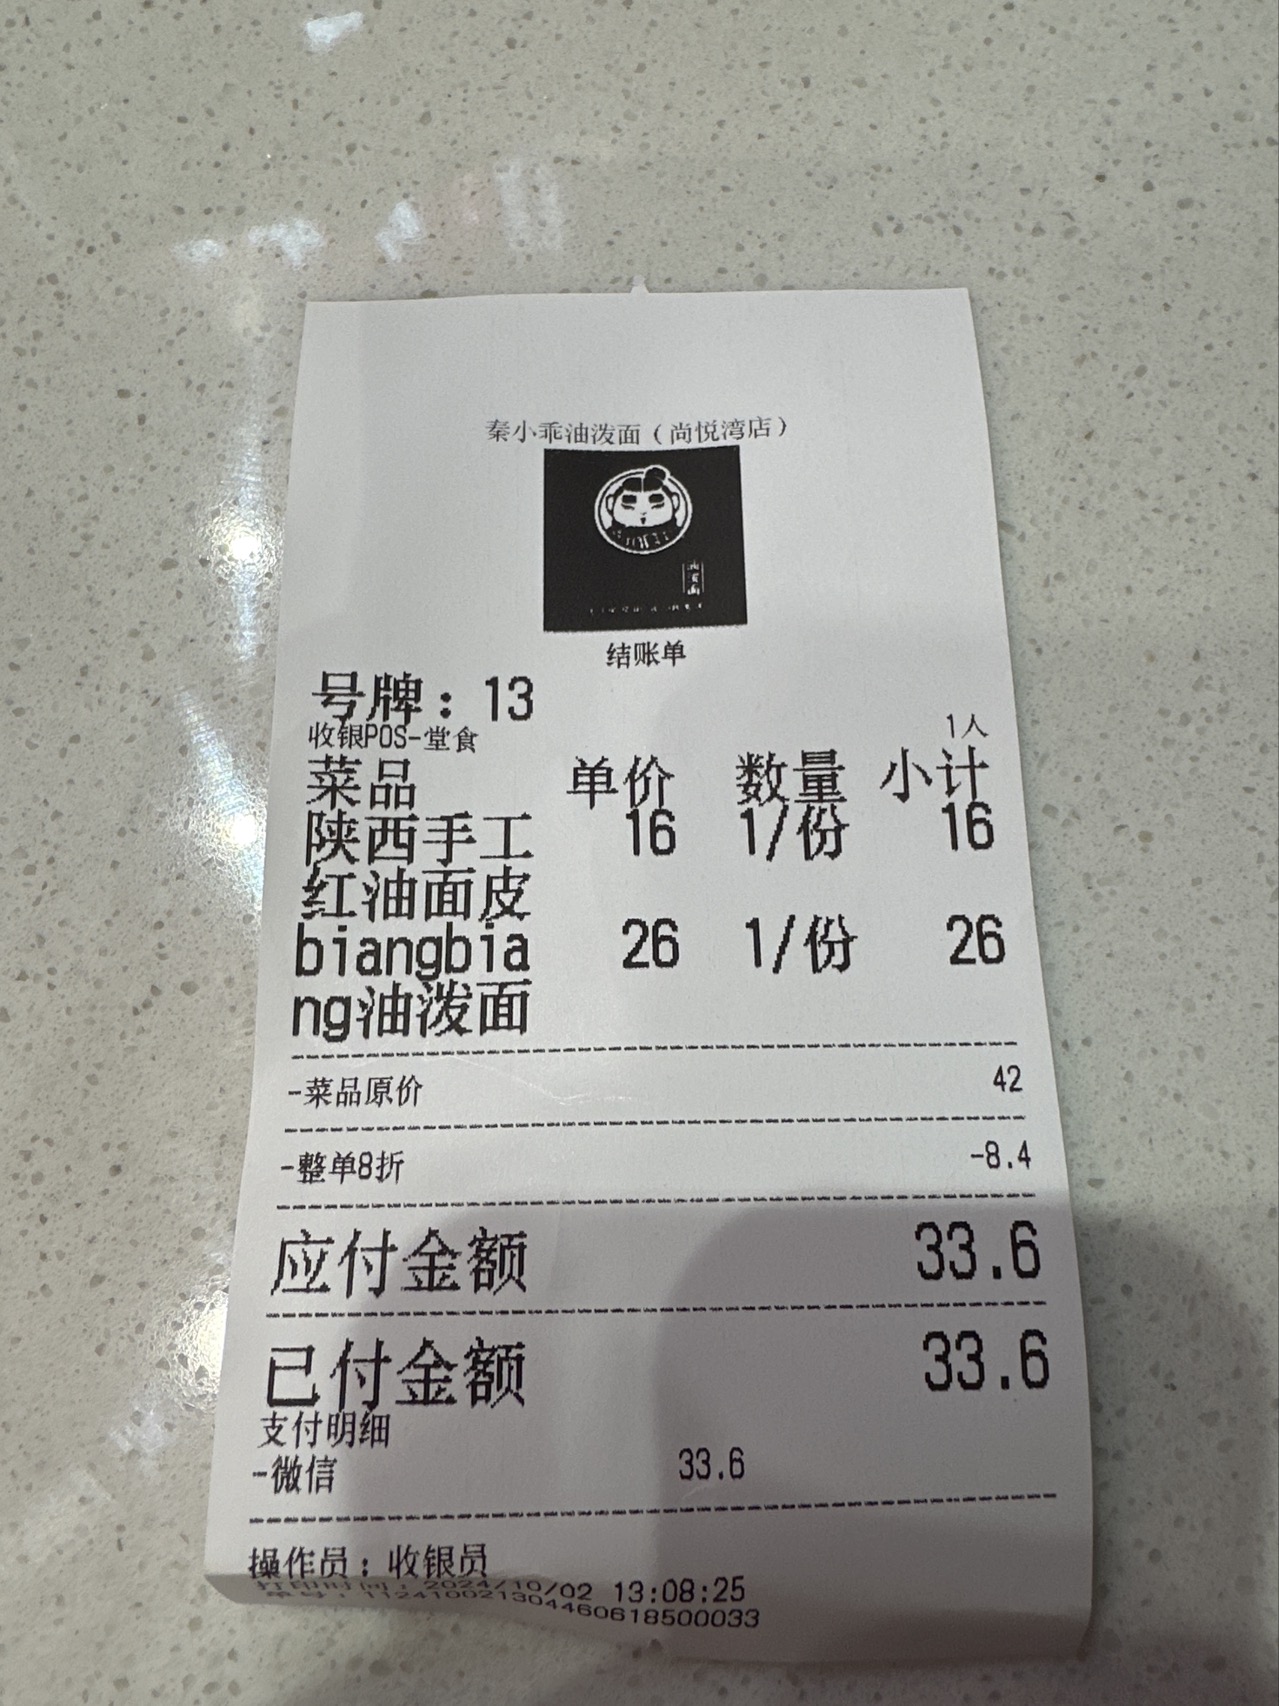 秦小乖油泼面（尚悦湾店）
结账单
号牌：13
收银POS-堂食 1人
菜品 单价 数量 小计
陕西手工 16 1/份 16
红油面皮
biangbia 26 1/份 26
ng油泼面
-菜品原价 42
-整单8折 -8.4
应付金额 33.6
已付金额 33.6
支付明细
-微信 33.6
操作员：收银员
打印时间：2024/10/02 13:08:25
单号：11241002130446061850​0033